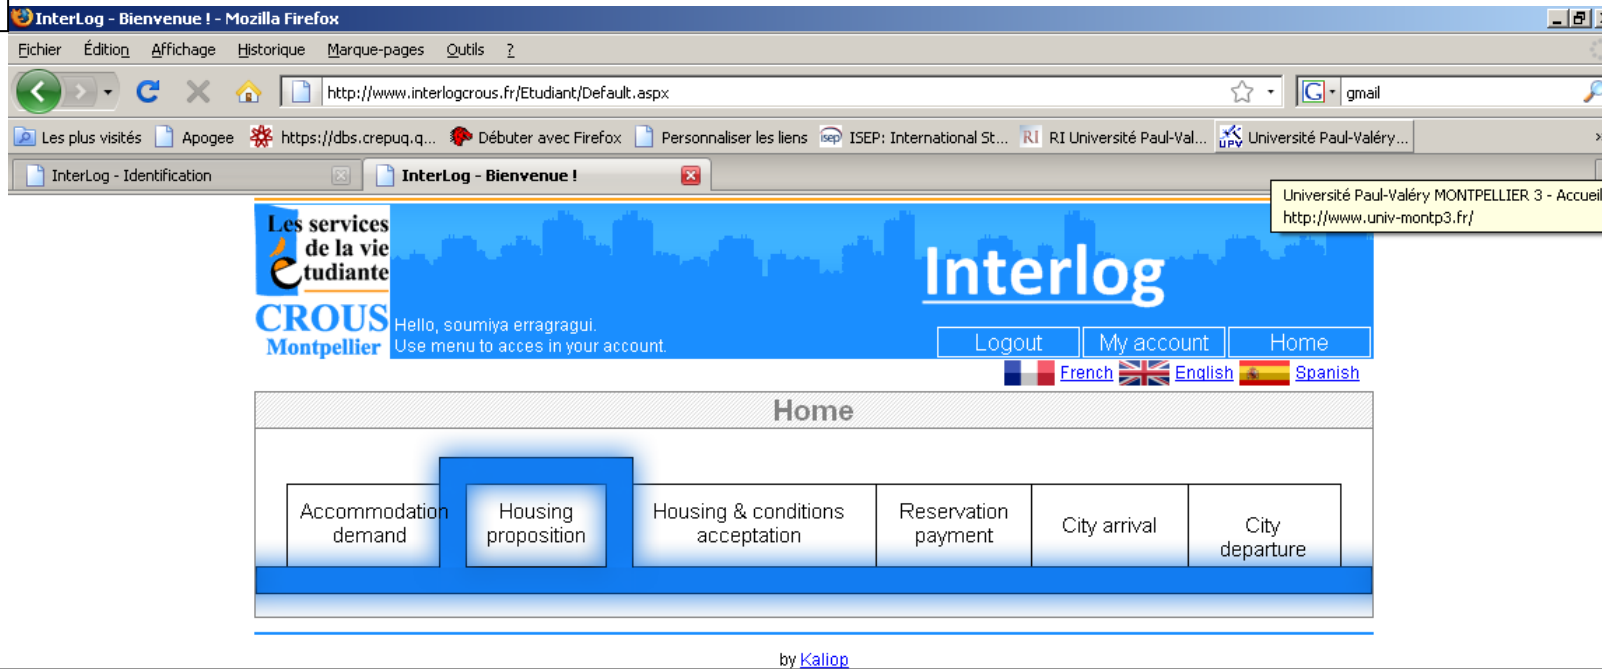 InterLog - Bienvenue ! - Mozilla Firefox
Fichier Édition Affichage Historique Marque-pages Outils ?
http://www.interlogcrous.fr/Etudiant/Default.aspx
gmail
Les plus visités Apogee https://dbs.crepuq.q... Débuter avec Firefox Personnaliser les liens isep ISEP: International St... RI RI Université Paul-Val... UPV Université Paul-Valéry... »
InterLog - Identification InterLog - Bienvenue !
Université Paul-Valéry MONTPELLIER 3 - Accueil
http://www.univ-montp3.fr/
Les services
de la vie
étudiante
CROUS
Montpellier
Interlog
Hello, soumiya erragragui.
Use menu to acces in your account.
Logout My account Home
French English Spanish
Home
Accommodation
demand
Housing
proposition
Housing & conditions
acceptation
Reservation
payment
City arrival
City
departure
by Kaliop